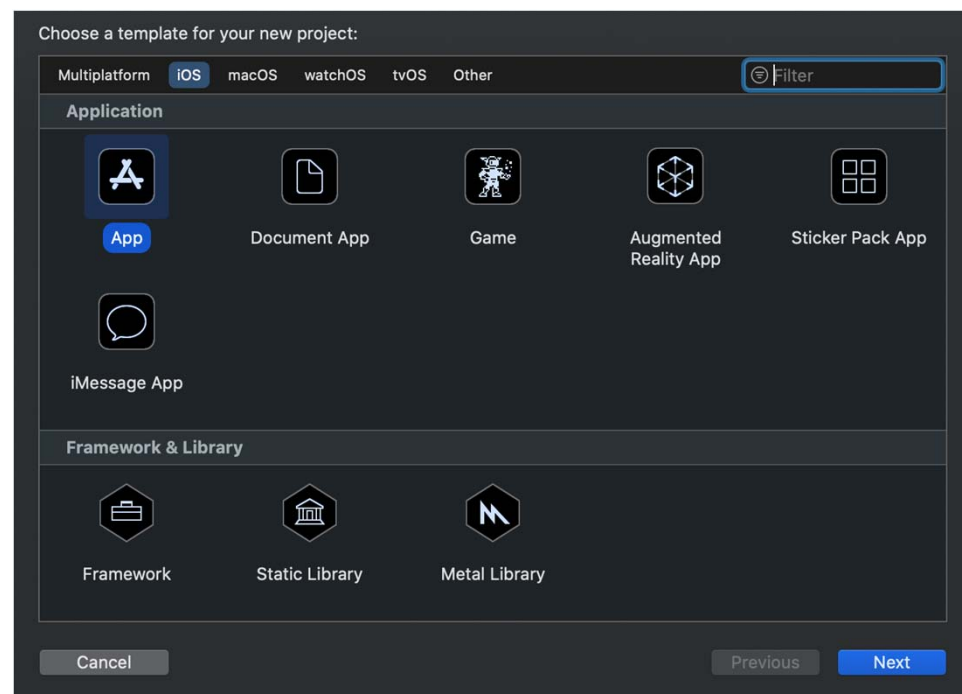 Choose a template for your new project:
Multiplatform iOS macOS watchOS tvOS Other Filter
Application
App Document App Game Augmented Reality App Sticker Pack App
iMessage App
Framework & Library
Framework Static Library Metal Library
Cancel Previous Next